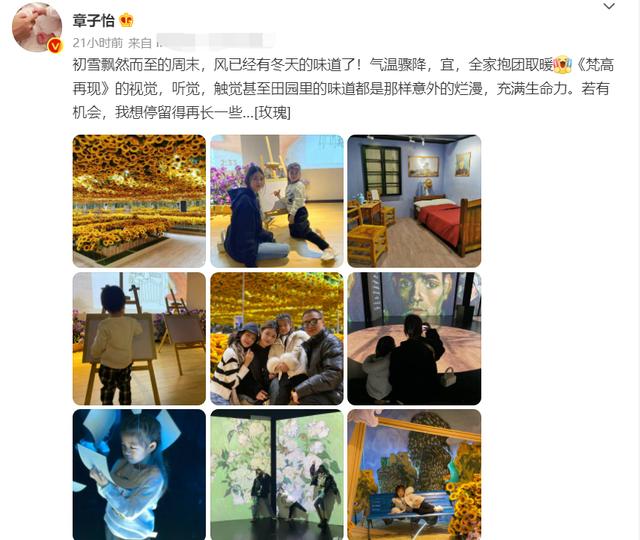 章子怡
21小时前 来自
初雪飘然而至的周末，风已经有冬天的味道了！气温骤降，宜，全家抱团取暖《梵高
再现》的视觉，听觉，触觉甚至田园里的味道都是那样意外的烂漫，充满生命力。若有
机会，我想停留得再长一些...[玫瑰]
2:33